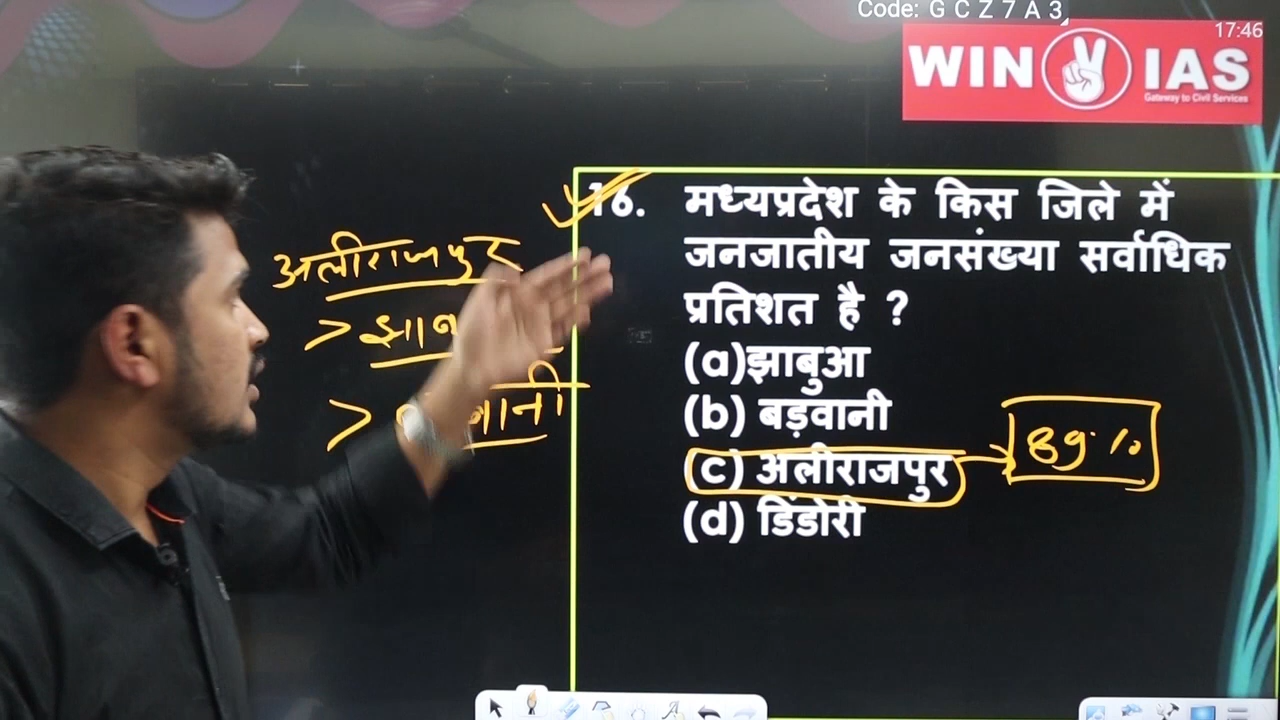 Code: G C Z 7 A 3
17:46
WIN IAS
Gateway to Civil Services
16. मध्यप्रदेश के किस जिले में
जनजातीय जनसंख्या सर्वाधिक
प्रतिशत है ?
(a)झाबुआ
(b) बड़वानी
(c) अलीराजपुर
(d) डिंडोरी
89%
अलीराजपुर
>
>